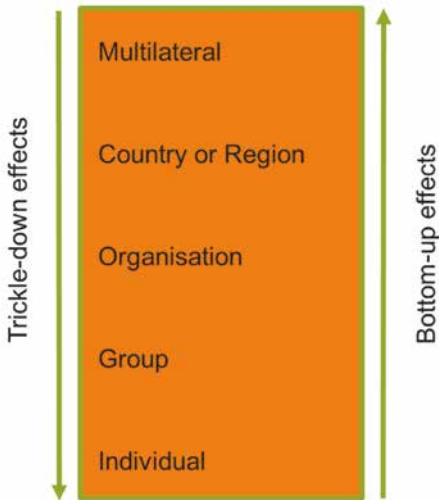 Trickle-down effects
Multilateral
Country or Region
Organisation
Group
Individual
Bottom-up effects